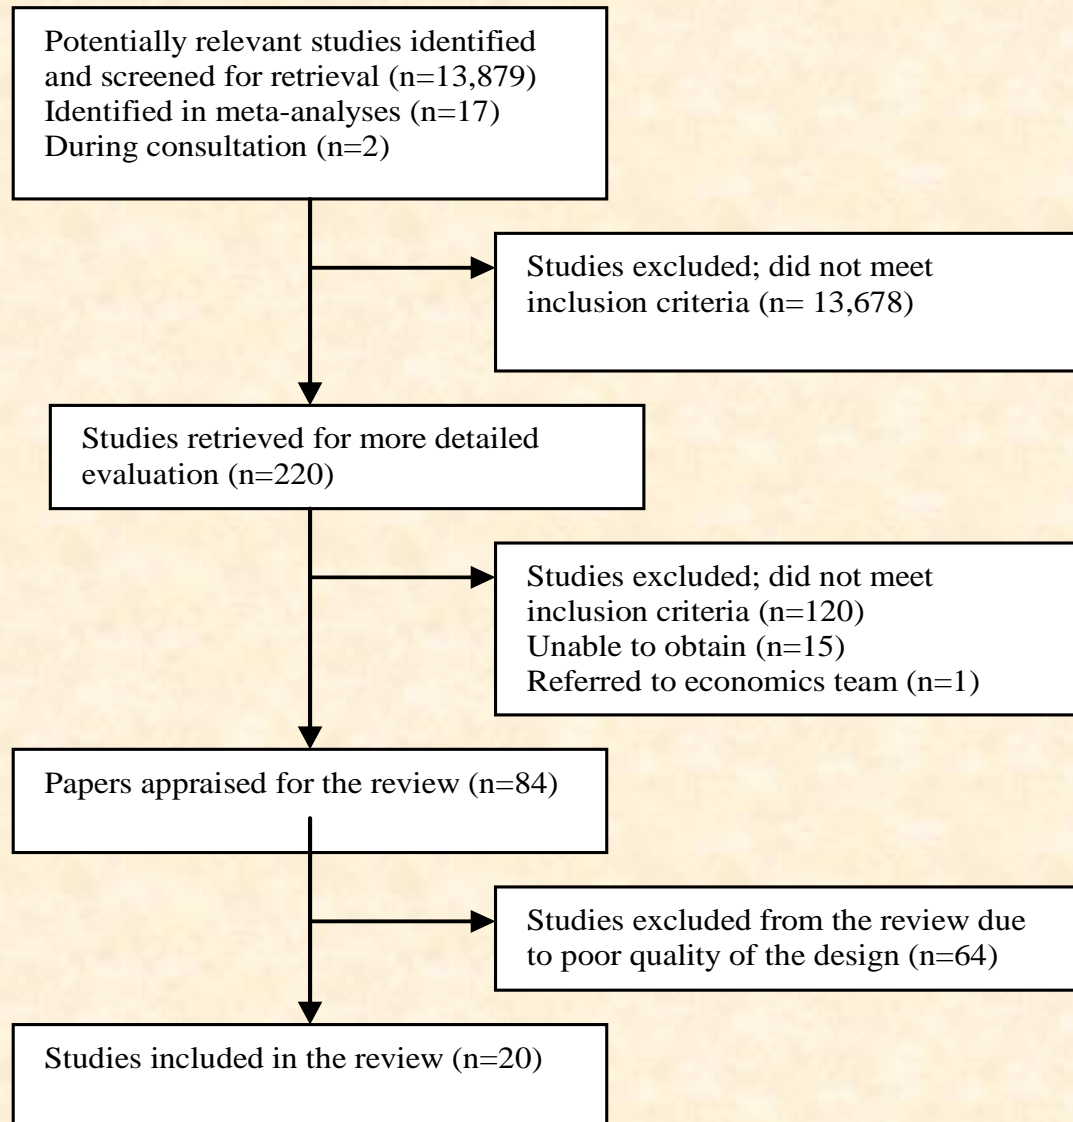 Potentially relevant studies identified
and screened for retrieval (n=13,879)
Identified in meta-analyses (n=17)
During consultation (n=2)
Studies excluded; did not meet
inclusion criteria (n= 13,678)
Studies retrieved for more detailed
evaluation (n=220)
Studies excluded; did not meet
inclusion criteria (n=120)
Unable to obtain (n=15)
Referred to economics team (n=1)
Papers appraised for the review (n=84)
Studies excluded from the review due
to poor quality of the design (n=64)
Studies included in the review (n=20)